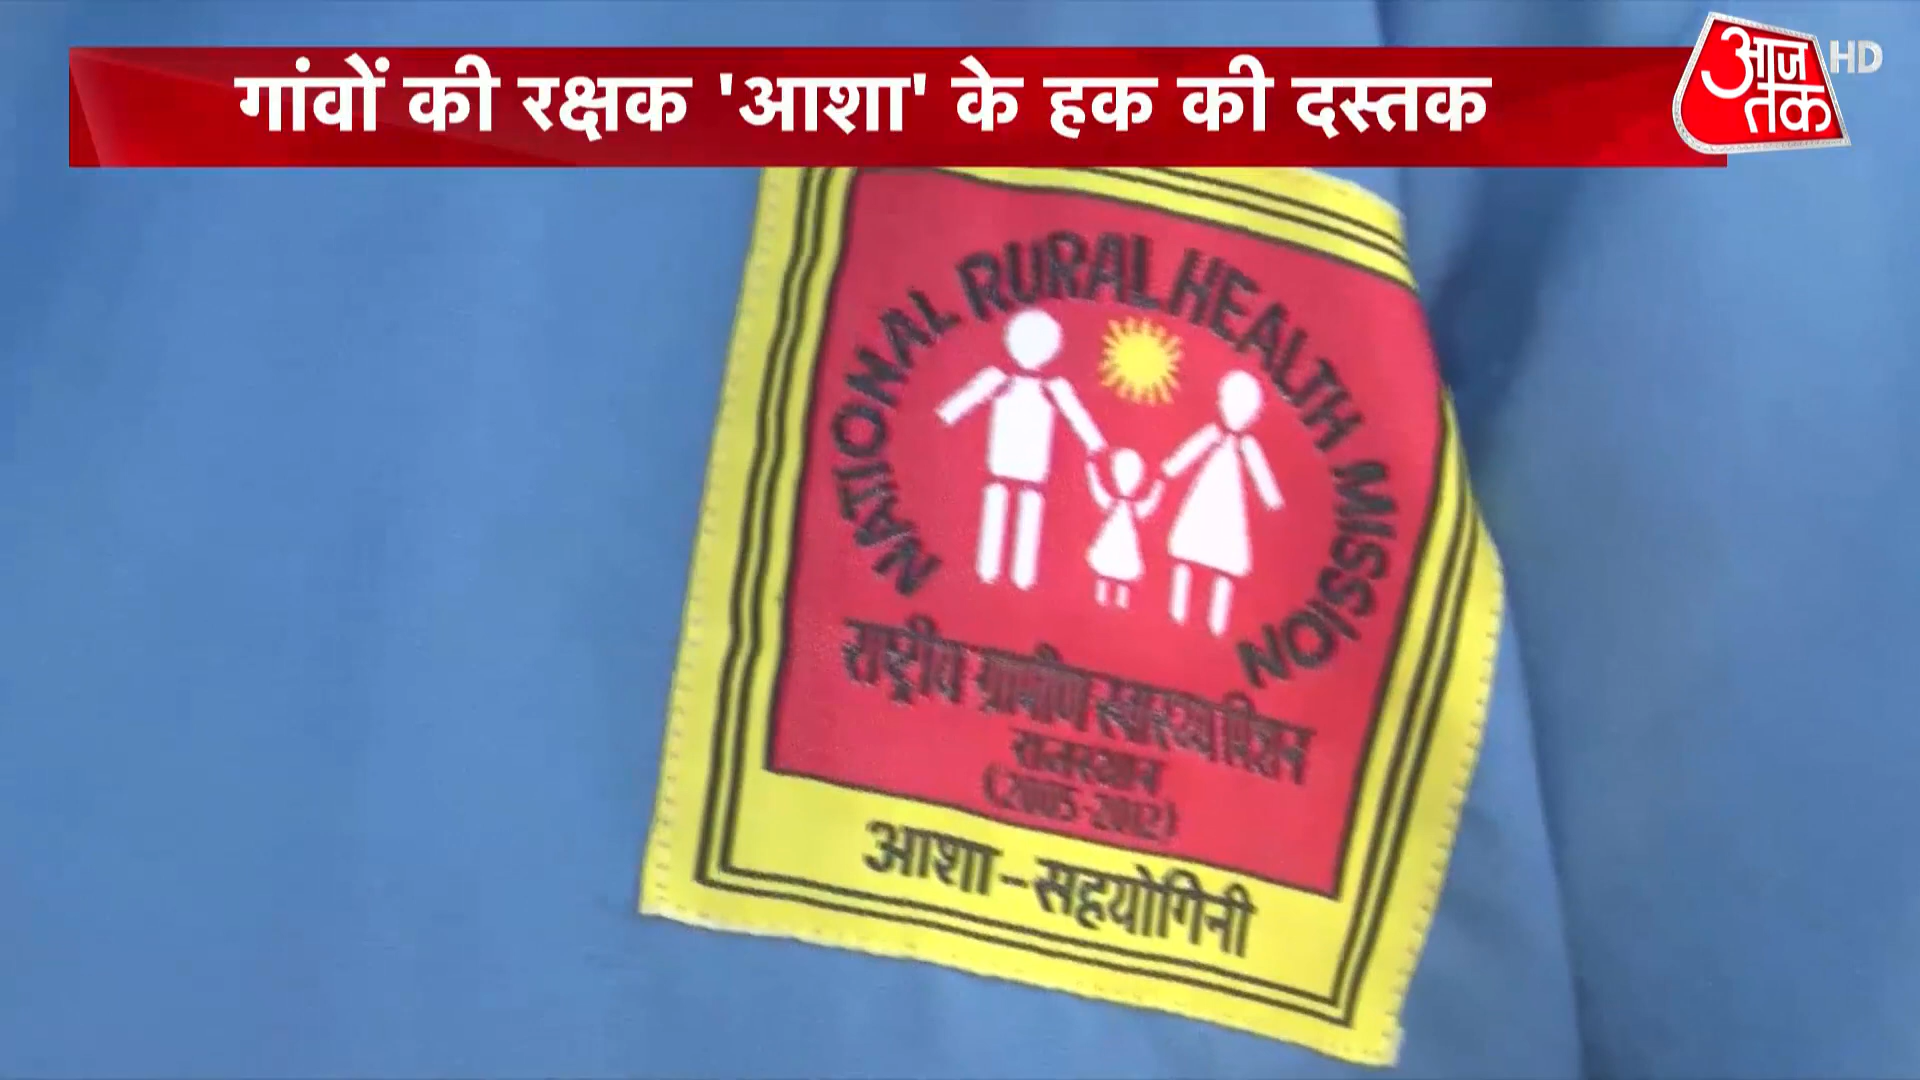 गांवों की रक्षक 'आशा' के हक की दस्तक
आज तक HD
NATIONAL RURAL HEALTH MISSION
राष्ट्रीय ग्रामीण स्वास्थ्य मिशन
राजस्थान
(2005-2012)
आशा-सहयोगिनी